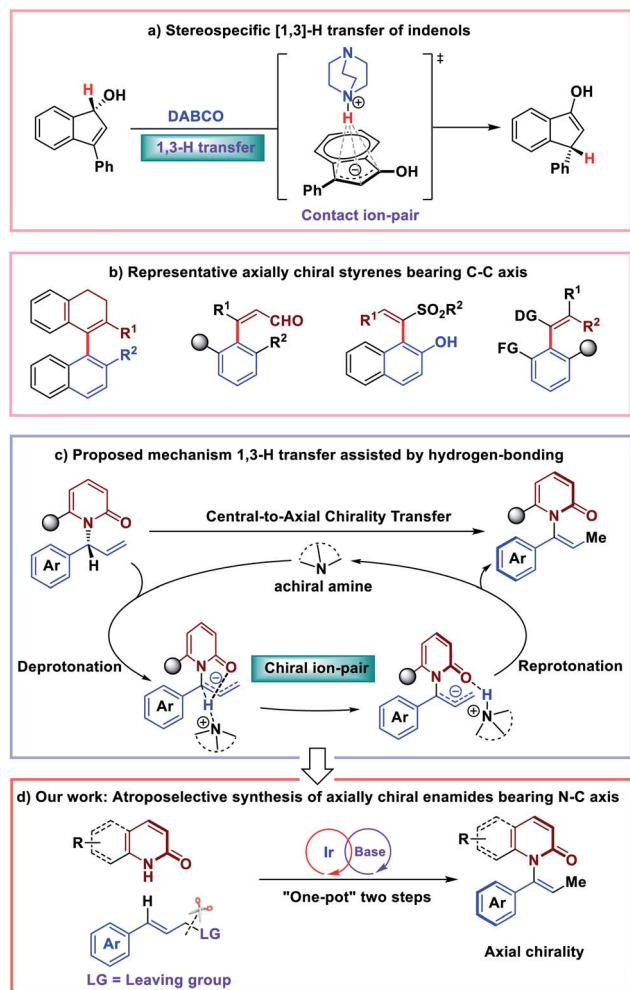 a) Stereospecific [1,3]-H transfer of indenols
H
OH
Ph
DABCO
1,3-H transfer
N
N
⊕
H
Ph
⊖
OH
Contact ion-pair
‡
OH
Ph
H
b) Representative axially chiral styrenes bearing C-C axis
R1
R2
R1
CHO
R2
R1
SO2R2
OH
DG
R1
R2
FG
c) Proposed mechanism 1,3-H transfer assisted by hydrogen-bonding
N
O
Ar
H
Central-to-Axial Chirality Transfer
N
achiral amine
N
O
Ar
Me
Deprotonation
N
O
⊖
Ar
H
⊕
N
Chiral ion-pair
N
O
⊖
H
Ar
⊕
N
Reprotonation
d) Our work: Atroposelective synthesis of axially chiral enamides bearing N-C axis
R
N
H
O
H
Ar
LG
LG = Leaving group
Ir
Base
"One-pot" two steps
R
N
O
Ar
Me
Axial chirality